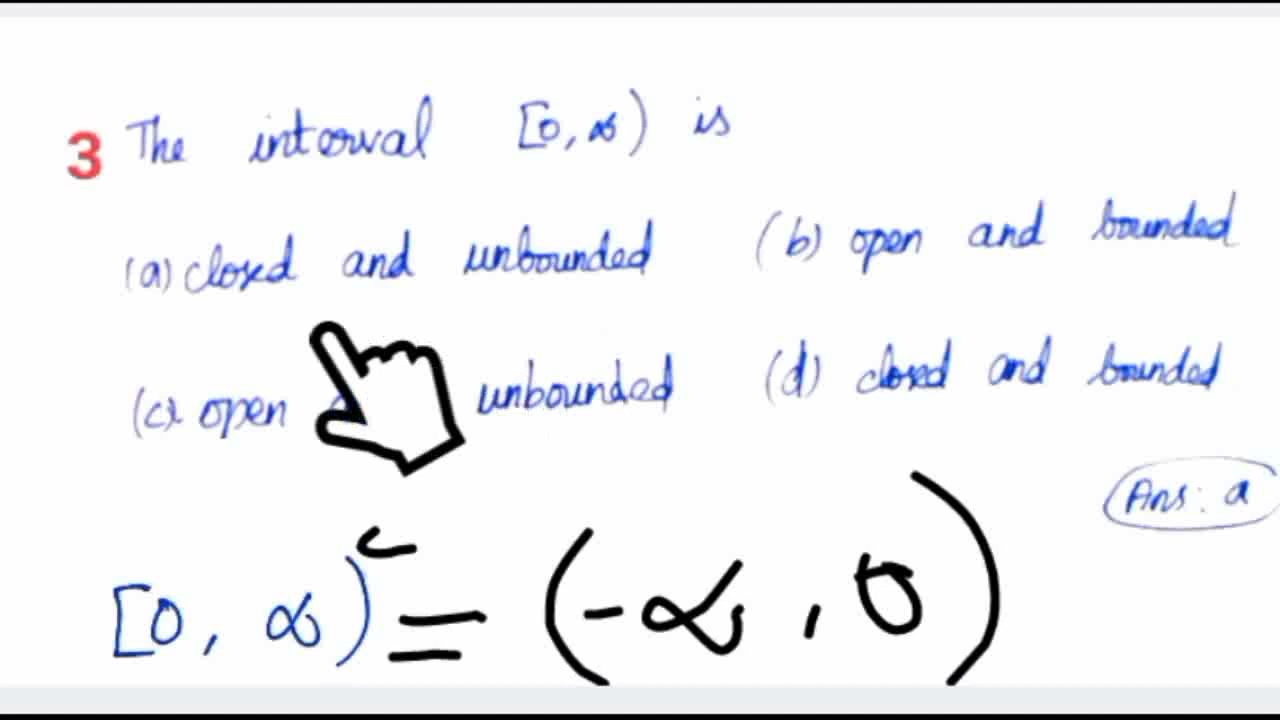 3 The interval [0, ∞) is
(a) closed and unbounded (b) open and bounded
(c) open unbounded (d) closed and bounded
Ans: a
[0, ∞)ᶜ = (-∞, 0)